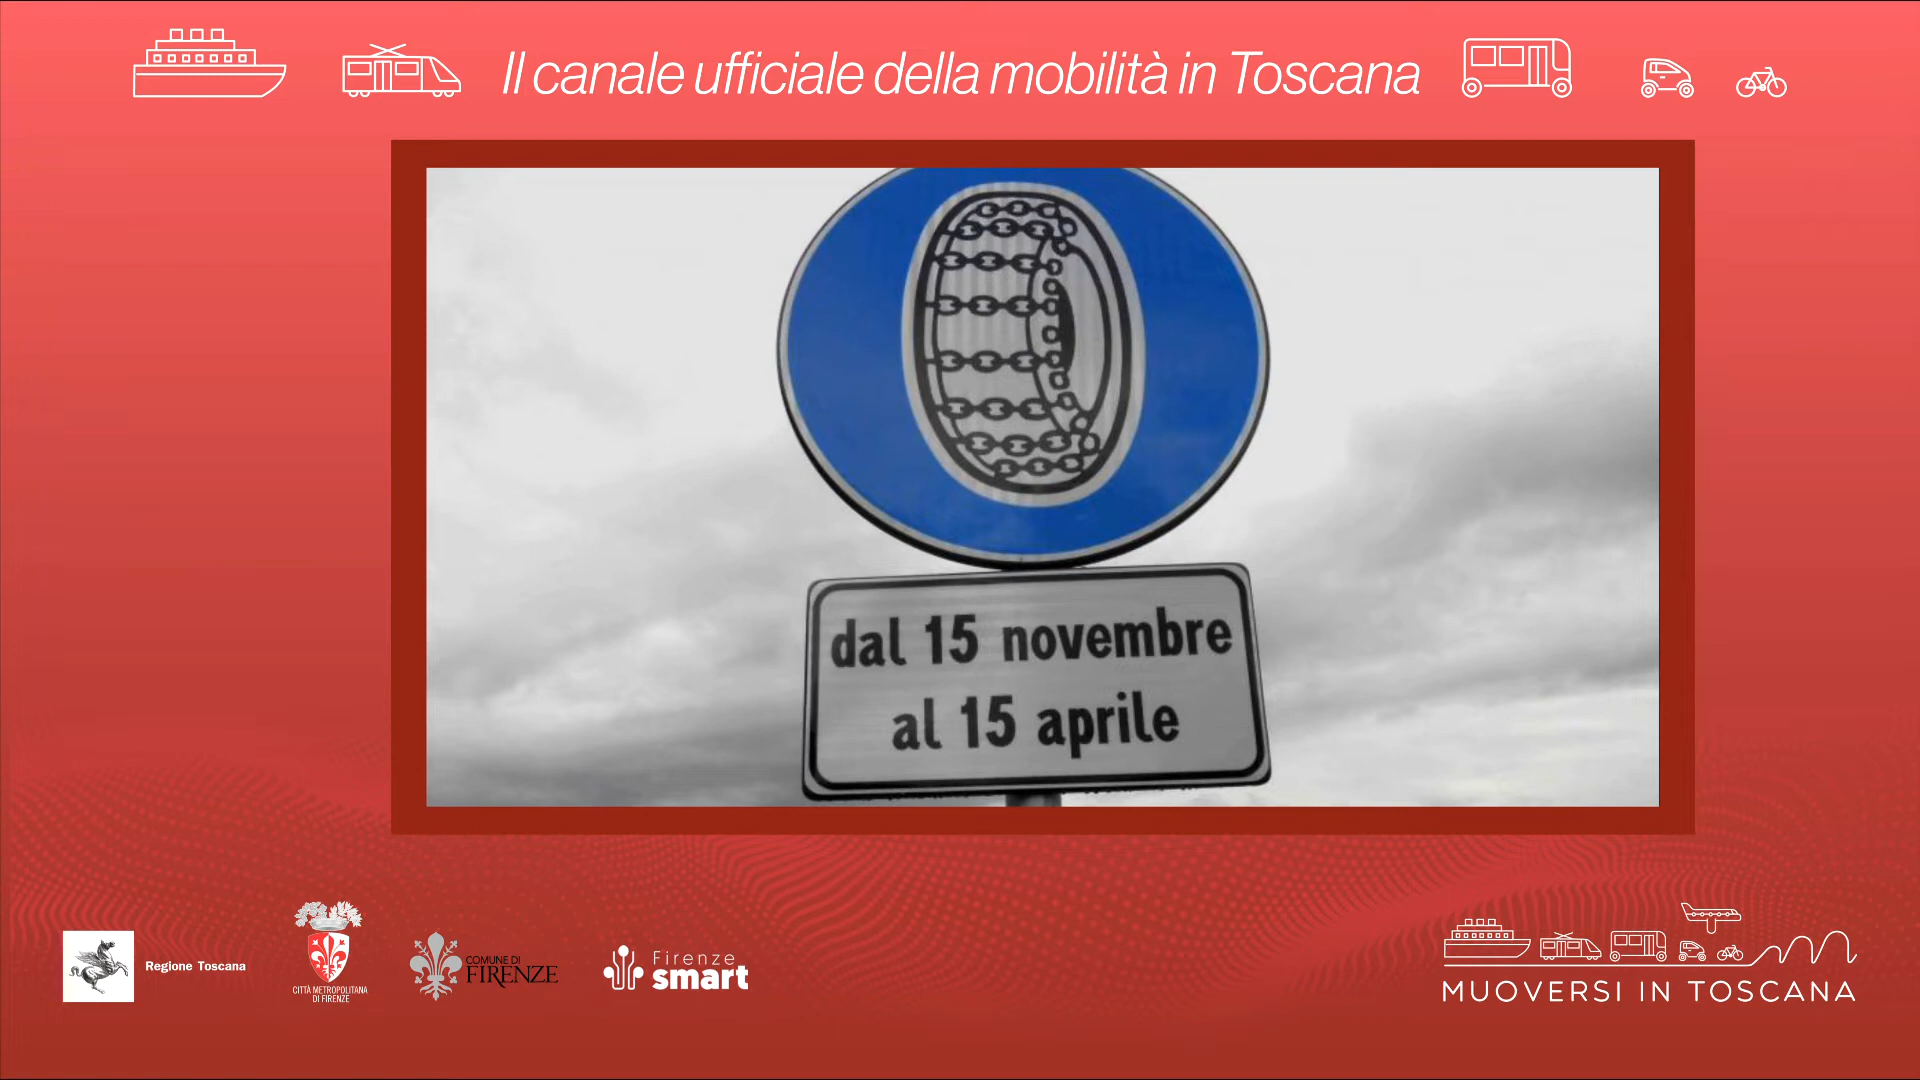 Il canale ufficiale della mobilità in Toscana
dal 15 novembre
al 15 aprile
Regione Toscana
CITTÀ METROPOLITANA
DI FIRENZE
COMUNE DI
FIRENZE
Firenze
smart
MUOVERSI IN TOSCANA